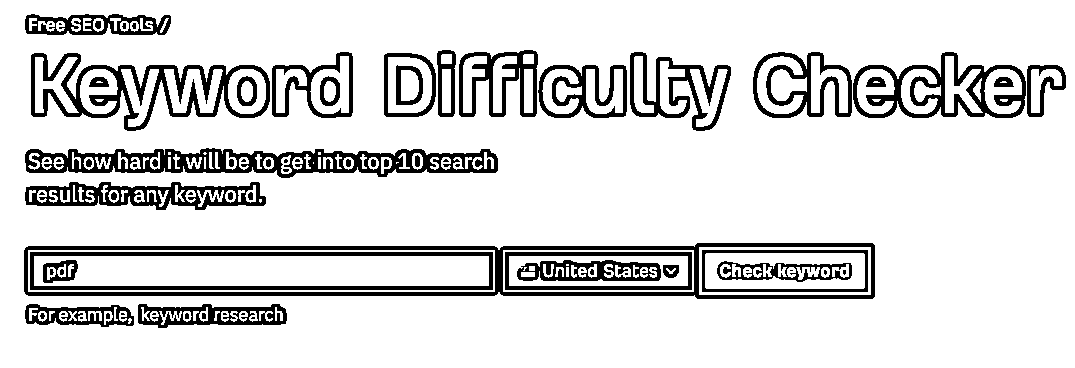 Free SEO Tools /
Keyword Difficulty Checker
See how hard it will be to get into top 10 search
results for any keyword.
pdf United States Check keyword
For example, keyword research